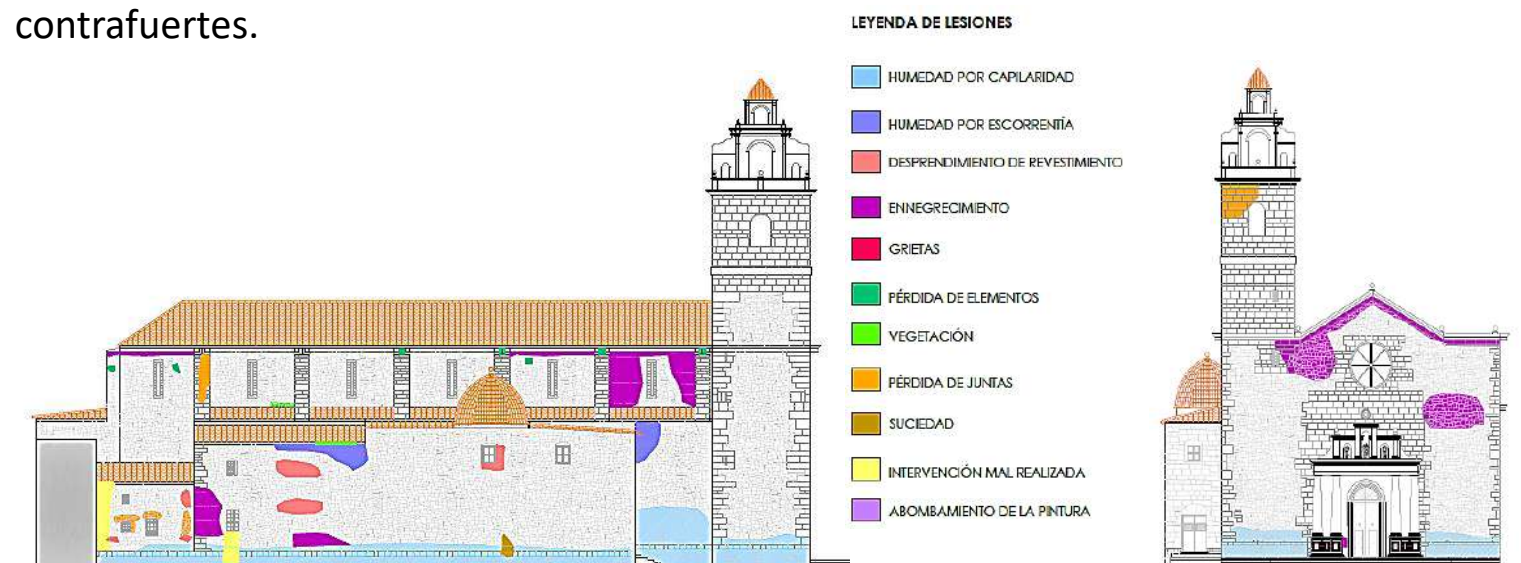 contrafuertes.
LEYENDA DE LESIONES
HUMEDAD POR CAPILARIDAD
HUMEDAD POR ESCORRENTÍA
DESPRENDIMIENTO DE REVESTIMIENTO
ENNEGRECIMIENTO
GRIETAS
PÉRDIDA DE ELEMENTOS
VEGETACIÓN
PÉRDIDA DE JUNTAS
SUCIEDAD
INTERVENCIÓN MAL REALIZADA
ABOMBAMIENTO DE LA PINTURA